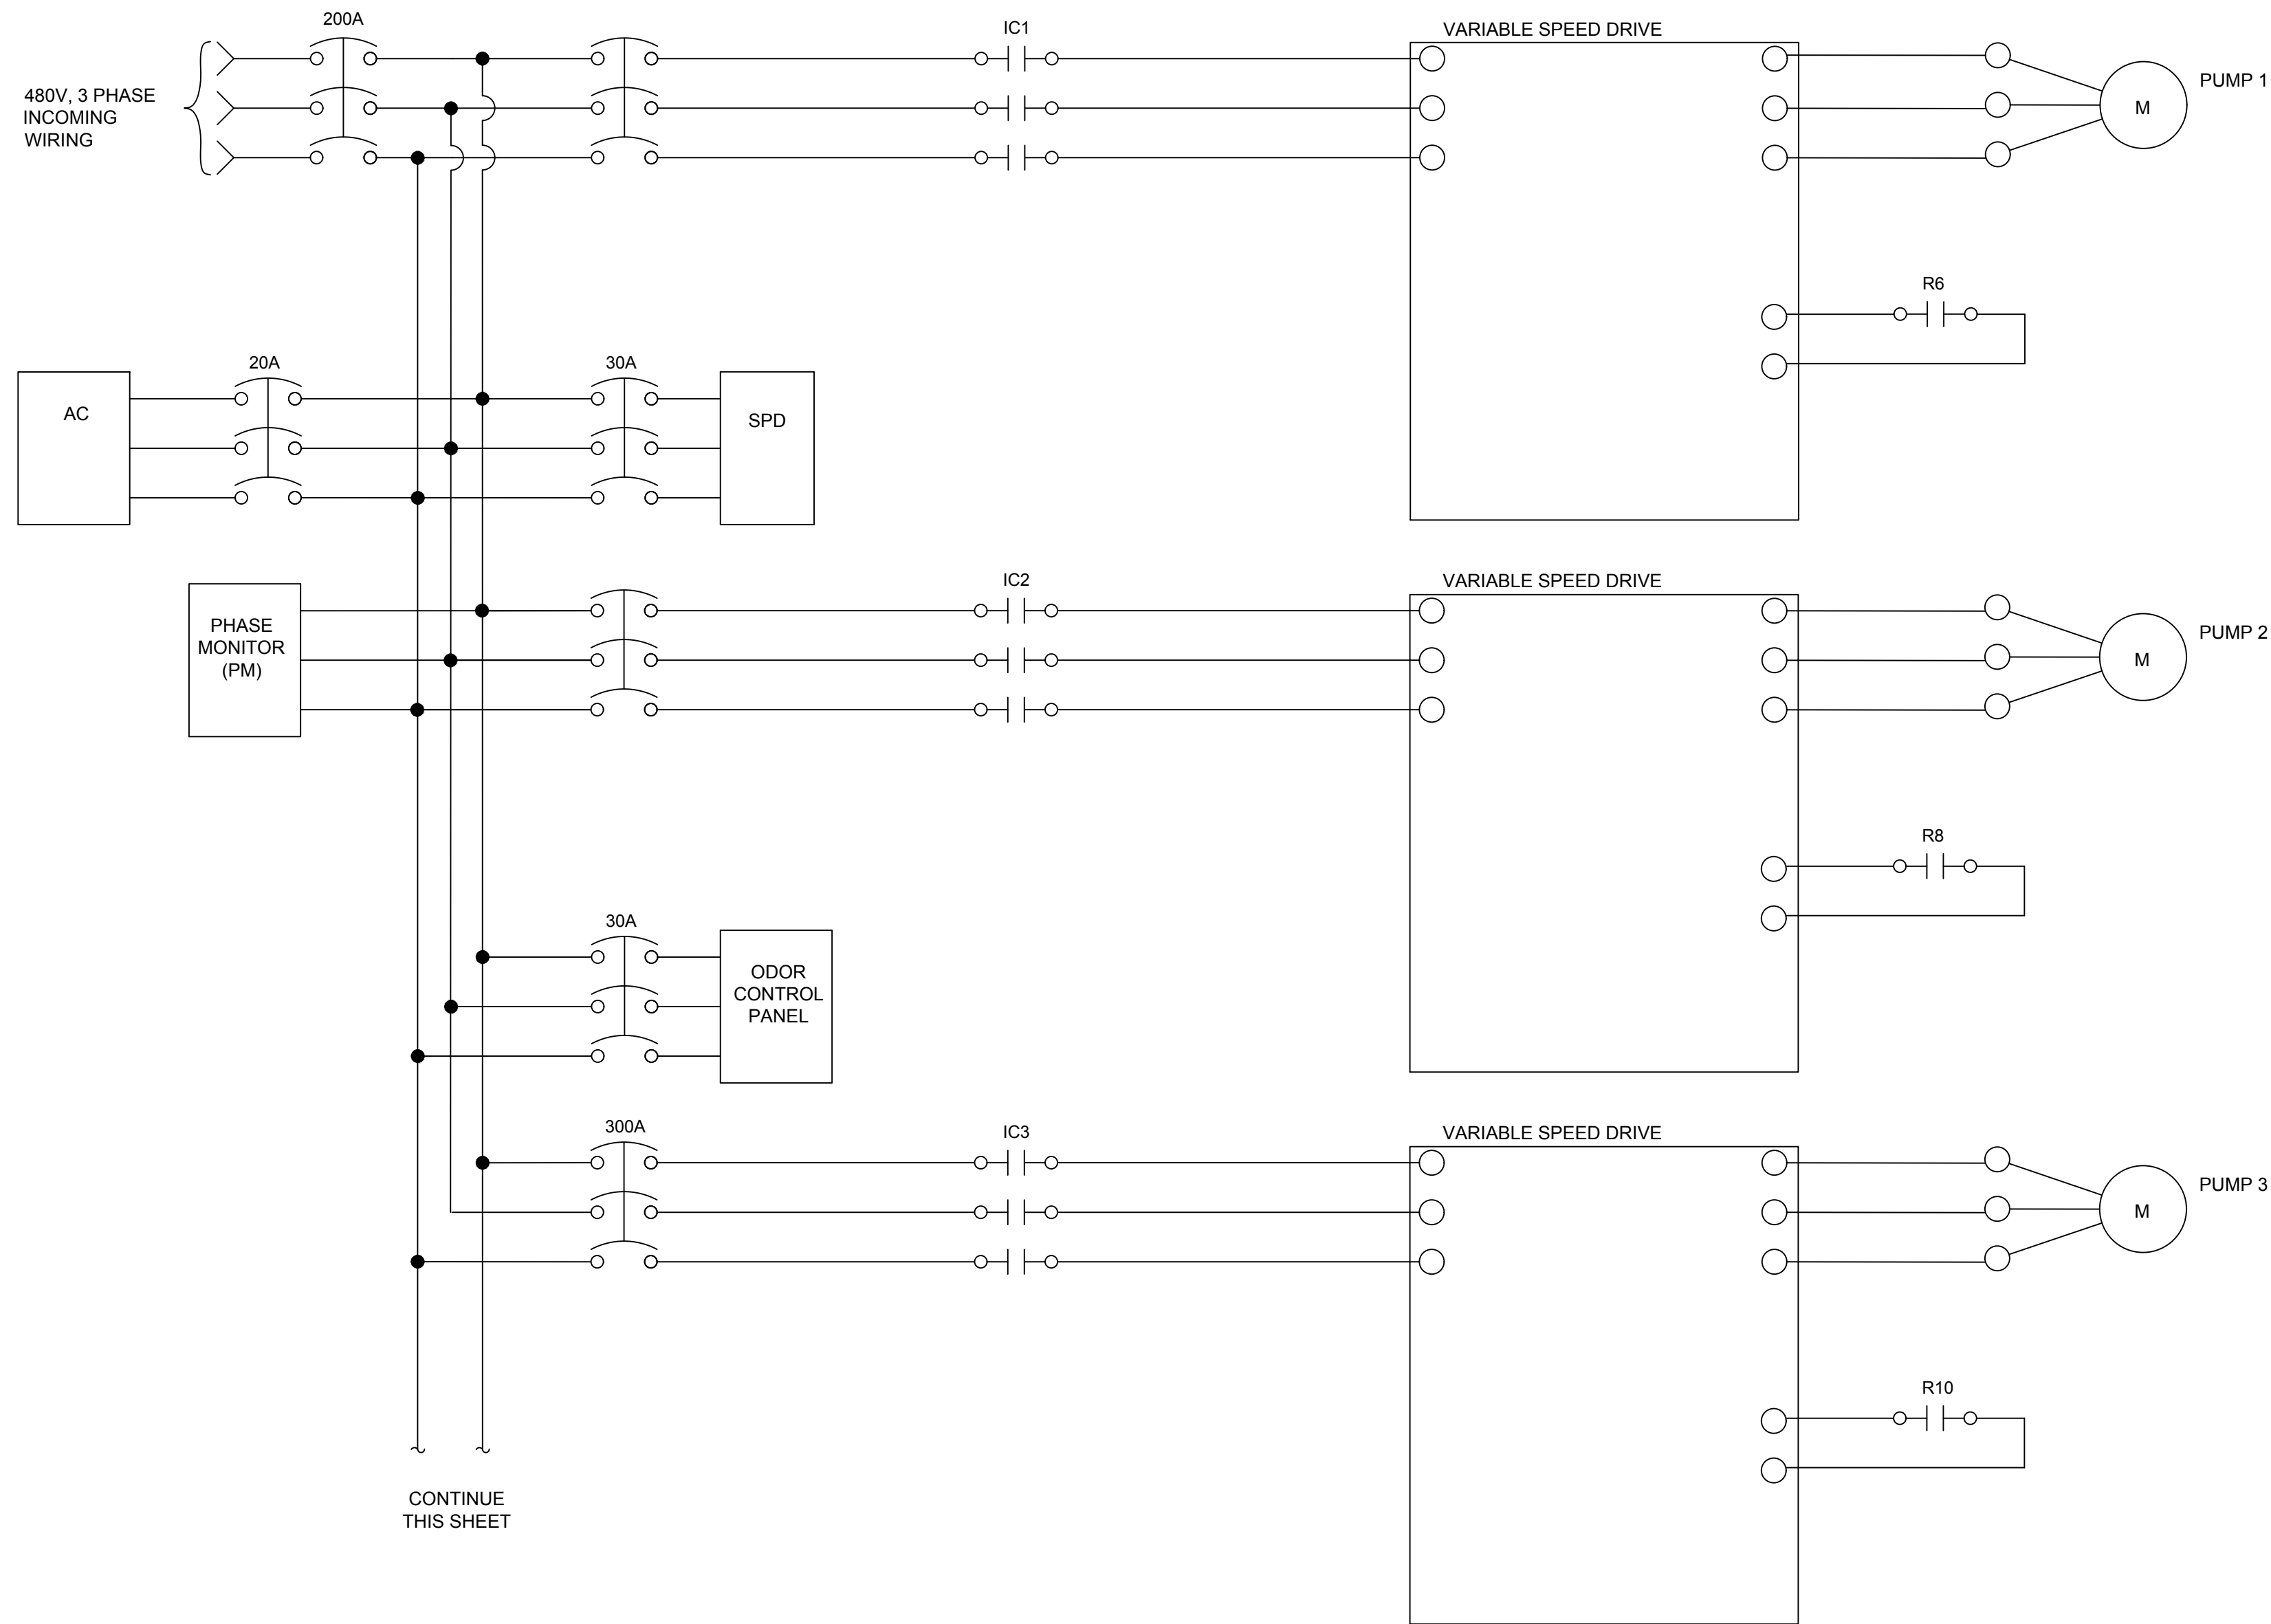 200A
IC1
VARIABLE SPEED DRIVE
480V, 3 PHASE
INCOMING
WIRING
M
PUMP 1
R6
20A
30A
AC
SPD
IC2
VARIABLE SPEED DRIVE
PHASE
MONITOR
(PM)
M
PUMP 2
R8
30A
ODOR
CONTROL
PANEL
300A
IC3
VARIABLE SPEED DRIVE
M
PUMP 3
R10
CONTINUE
THIS SHEET